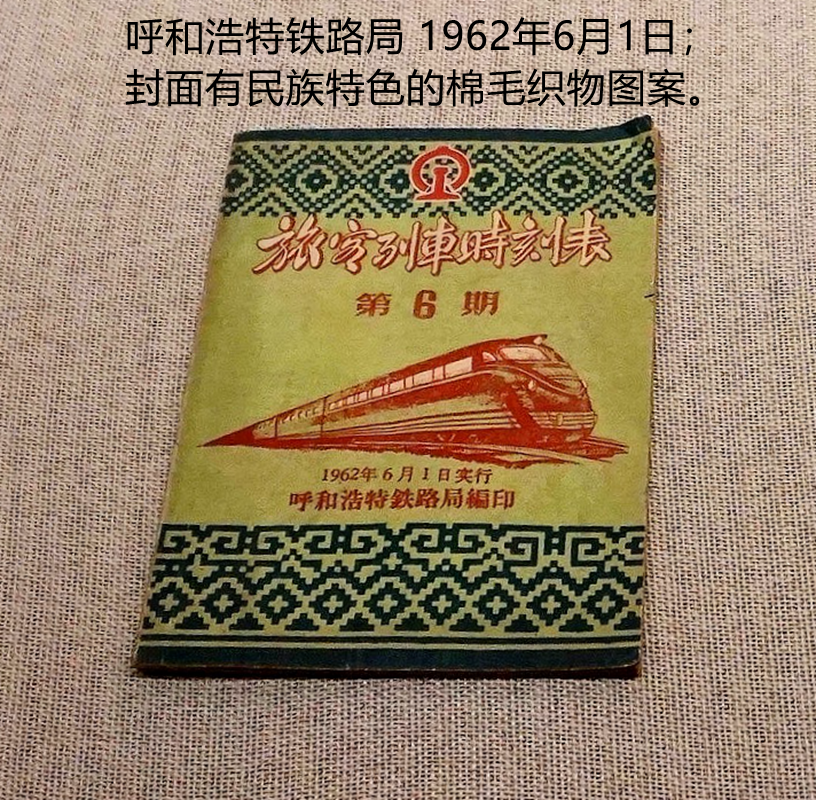 呼和浩特铁路局 1962年6月1日；
封面有民族特色的棉毛织物图案。
旅客列車時刻表
第6期
1962年6月1日实行
呼和浩特鉄路局編印